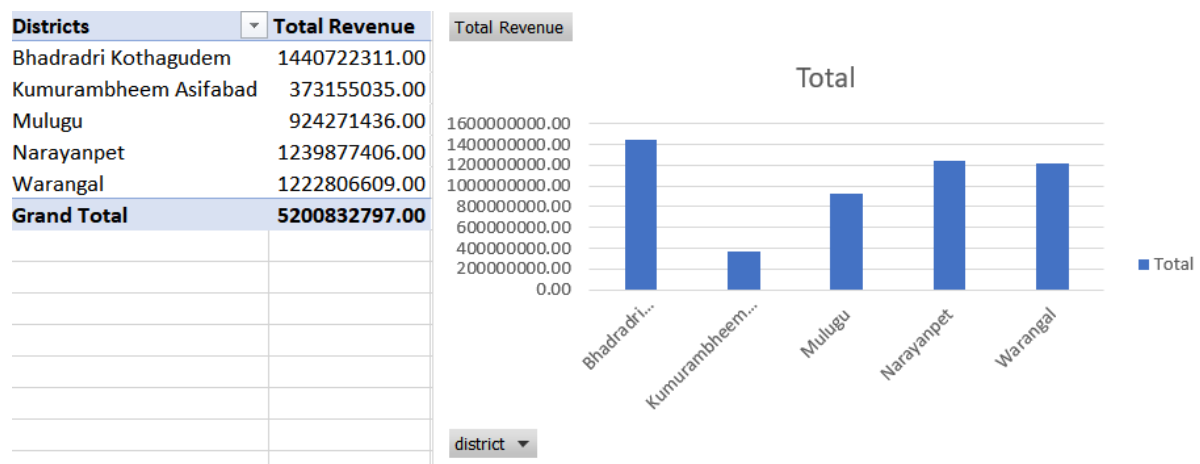 Districts Total Revenue
Bhadradri Kothagudem 1440722311.00
Kumurambheem Asifabad 373155035.00
Mulugu 924271436.00
Narayanpet 1239877406.00
Warangal 1222806609.00
Grand Total 5200832797.00
Total Revenue
Total
1600000000.00
1400000000.00
1200000000.00
1000000000.00
800000000.00
600000000.00
400000000.00
200000000.00
0.00
Bhadradri...
Kumurambheem...
Mulugu
Narayanpet
Warangal
Total
district